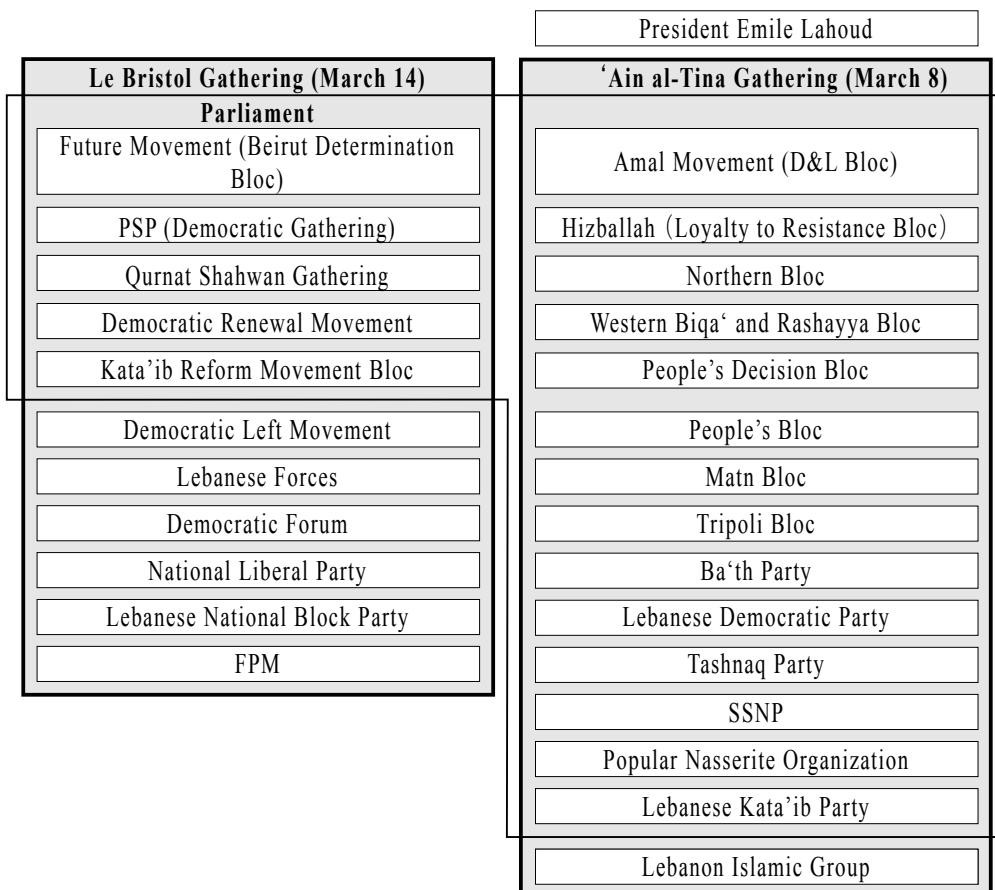 President Emile Lahoud
Le Bristol Gathering (March 14)
Parliament
Future Movement (Beirut Determination
Bloc)
PSP (Democratic Gathering)
Qurnat Shahwan Gathering
Democratic Renewal Movement
Kata’ib Reform Movement Bloc
Democratic Left Movement
Lebanese Forces
Democratic Forum
National Liberal Party
Lebanese National Block Party
FPM
‘Ain al-Tina Gathering (March 8)
Amal Movement (D&L Bloc)
Hizballah (Loyalty to Resistance Bloc)
Northern Bloc
Western Biqa‘ and Rashayya Bloc
People’s Decision Bloc
People’s Bloc
Matn Bloc
Tripoli Bloc
Ba‘th Party
Lebanese Democratic Party
Tashnaq Party
SSNP
Popular Nasserite Organization
Lebanese Kata’ib Party
Lebanon Islamic Group